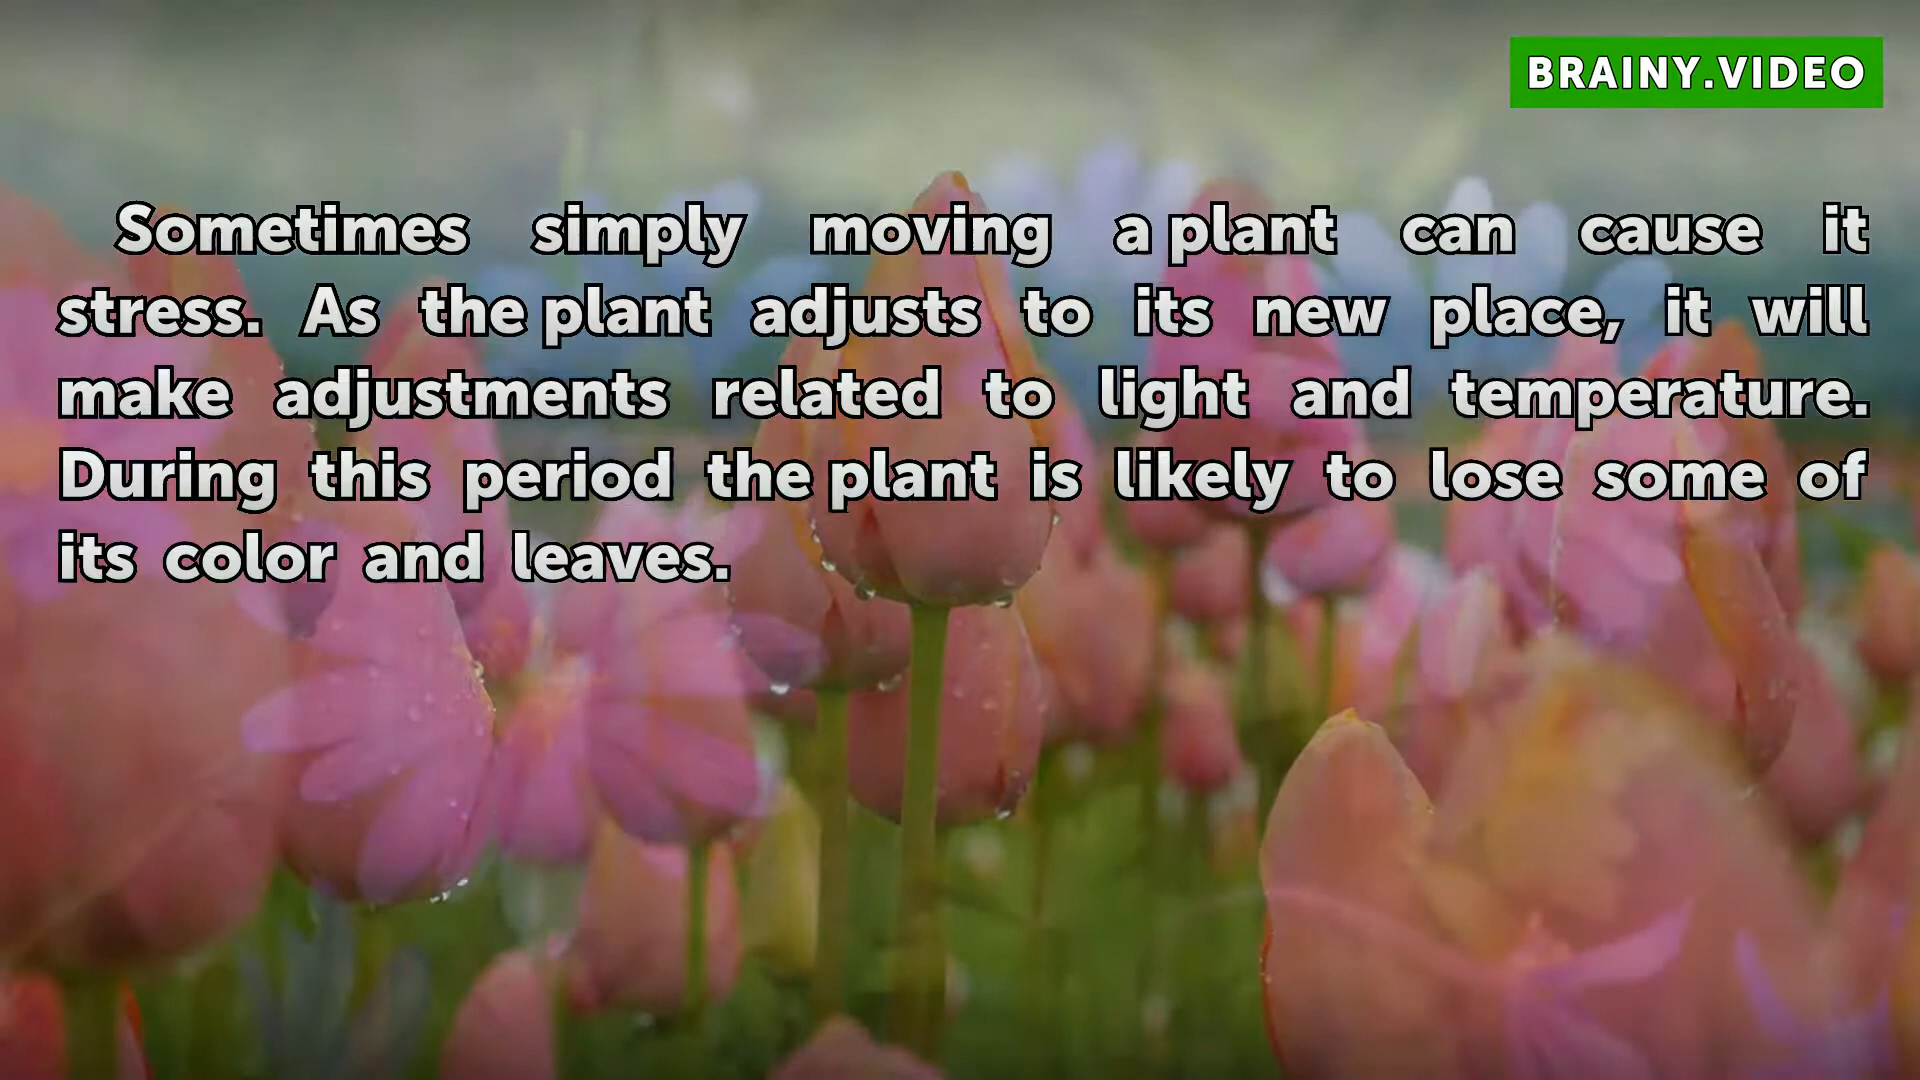 BRAINY.VIDEO
Sometimes simply moving a plant can cause it
stress. As the plant adjusts to its new place, it will
make adjustments related to light and temperature.
During this period the plant is likely to lose some of
its color and leaves.